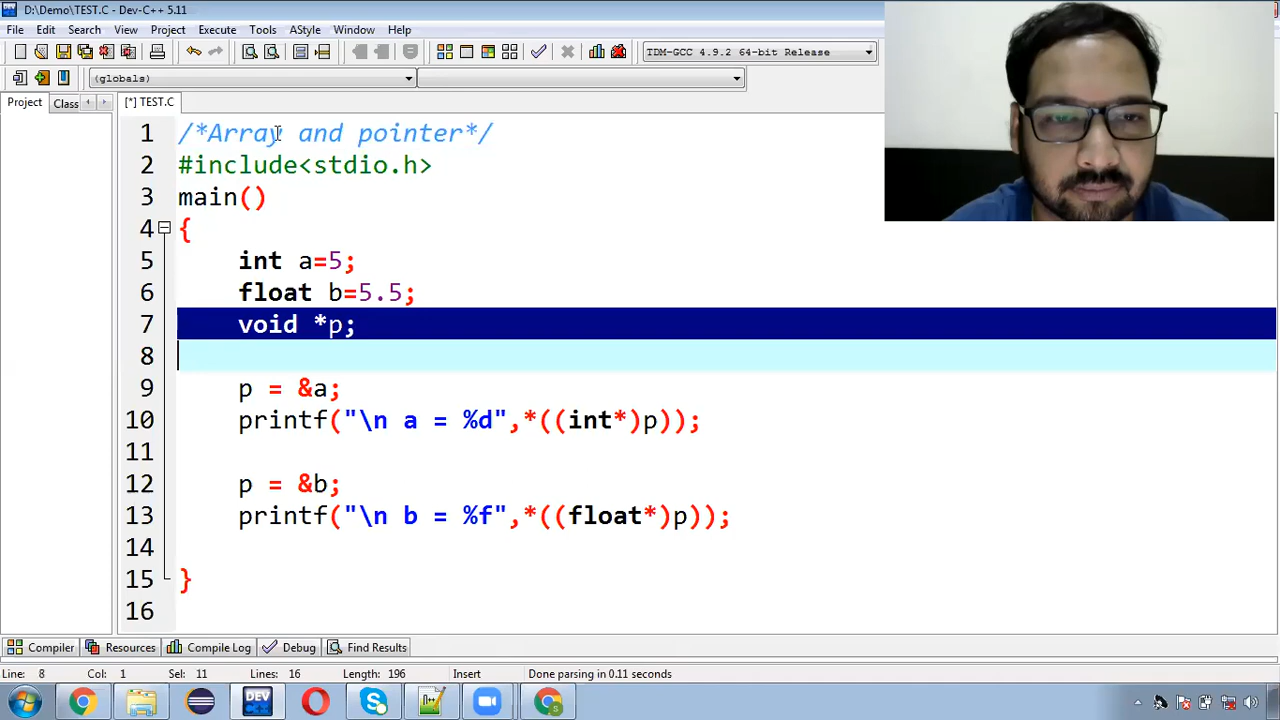 D:\Demo\TEST.C - Dev-C++ 5.11
File Edit Search View Project Execute Tools AStyle Window Help
TDM-GCC 4.9.2 64-bit Release
(globals)
Project Class [*] TEST.C
1 /*Array and pointer*/
2 #include<stdio.h>
3 main()
4 {
5 int a=5;
6 float b=5.5;
7 void *p;
8
9 p = &a;
10 printf("\n a = %d",*((int*)p));
11
12 p = &b;
13 printf("\n b = %f",*((float*)p));
14
15 }
16
Compiler Resources Compile Log Debug Find Results
Line: 8 Col: 1 Sel: 11 Lines: 16 Length: 196 Insert Done parsing in 0.11 seconds
DEV C++